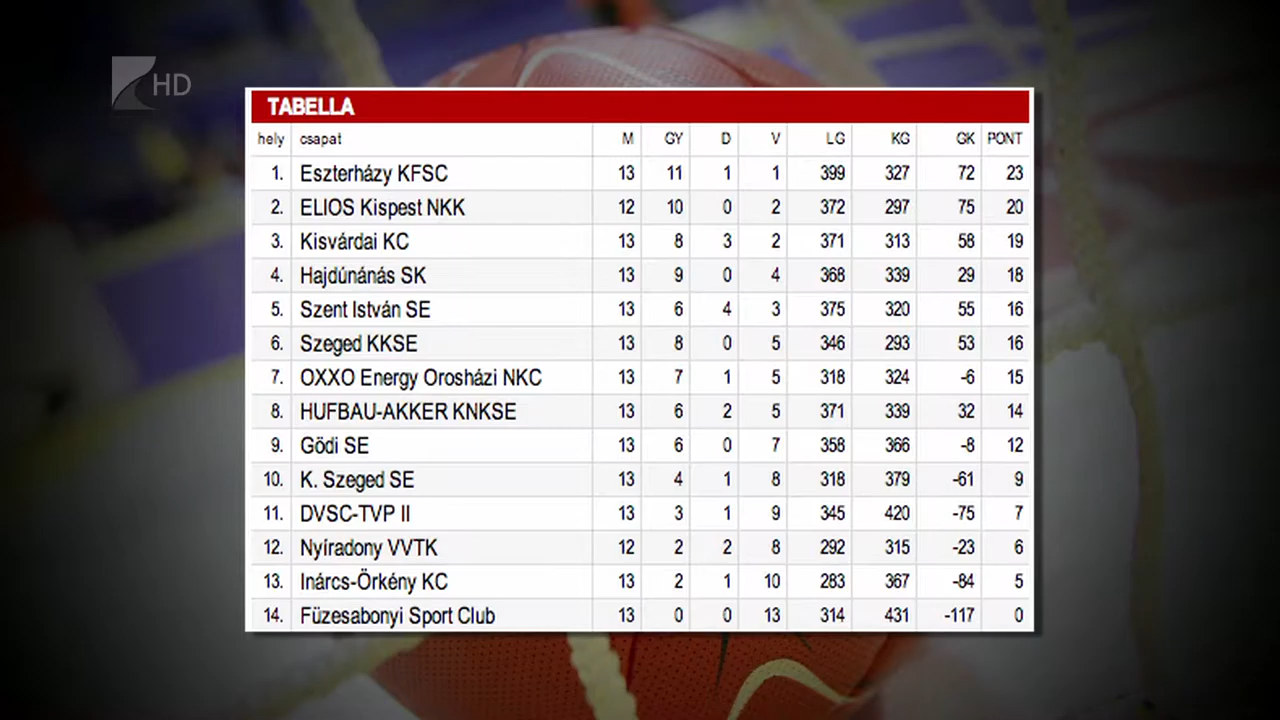 HD
TABELLA
hely csapat M GY D V LG KG GK PONT
1. Eszterházy KFSC 13 11 1 1 399 327 72 23
2. ELIOS Kispest NKK 12 10 0 2 372 297 75 20
3. Kisvárdai KC 13 8 3 2 371 313 58 19
4. Hajdúnánás SK 13 9 0 4 368 339 29 18
5. Szent István SE 13 6 4 3 375 320 55 16
6. Szeged KKSE 13 8 0 5 346 293 53 16
7. OXXO Energy Orosházi NKC 13 7 1 5 318 324 -6 15
8. HUFBAU-AKKER KNKSE 13 6 2 5 371 339 32 14
9. Gödi SE 13 6 0 7 358 366 -8 12
10. K. Szeged SE 13 4 1 8 318 379 -61 9
11. DVSC-TVP II 13 3 1 9 345 420 -75 7
12. Nyíradony VVTK 12 2 2 8 292 315 -23 6
13. Inárcs-Örkény KC 13 2 1 10 283 367 -84 5
14. Füzesabonyi Sport Club 13 0 0 13 314 431 -117 0